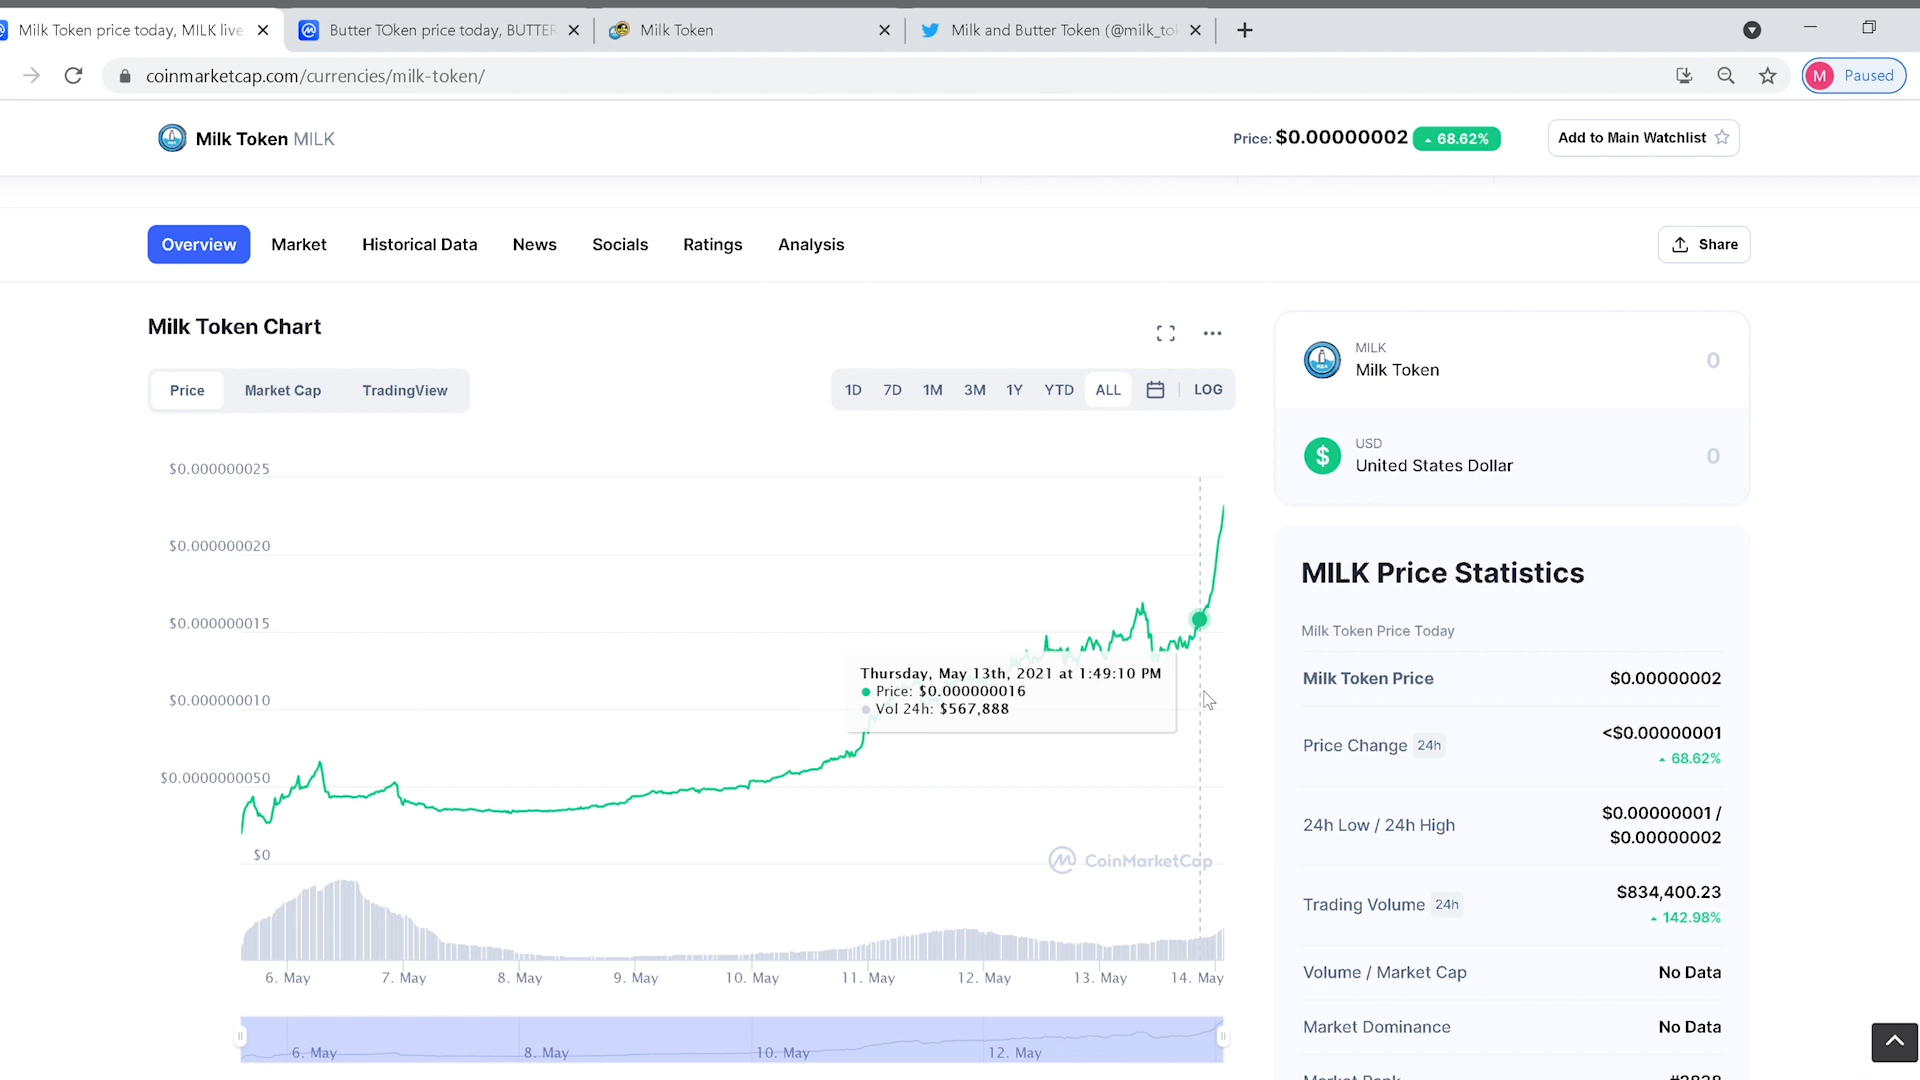 Milk Token price today, MILK live
Butter TOken price today, BUTTER
Milk Token
Milk and Butter Token (@milk_to
coinmarketcap.com/currencies/milk-token/
M Paused
Milk Token MILK
Price: $0.00000002 68.62%
Add to Main Watchlist
Overview Market Historical Data News Socials Ratings Analysis
Share
Milk Token Chart
Price Market Cap TradingView
1D 7D 1M 3M 1Y YTD ALL LOG
$0.000000025
$0.000000020
$0.000000015
$0.000000010
$0.0000000050
$0
Thursday, May 13th, 2021 at 1:49:10 PM
Price: $0.000000016
Vol 24h: $567,888
CoinMarketCap
6. May 7. May 8. May 9. May 10. May 11. May 12. May 13. May 14. May
6. May 8. May 10. May 12. May
MILK
Milk Token 0
$
USD
United States Dollar 0
MILK Price Statistics
Milk Token Price Today
Milk Token Price $0.00000002
Price Change 24h <$0.00000001
68.62%
24h Low / 24h High $0.00000001 /
$0.00000002
Trading Volume 24h $834,400.23
142.98%
Volume / Market Cap No Data
Market Dominance No Data